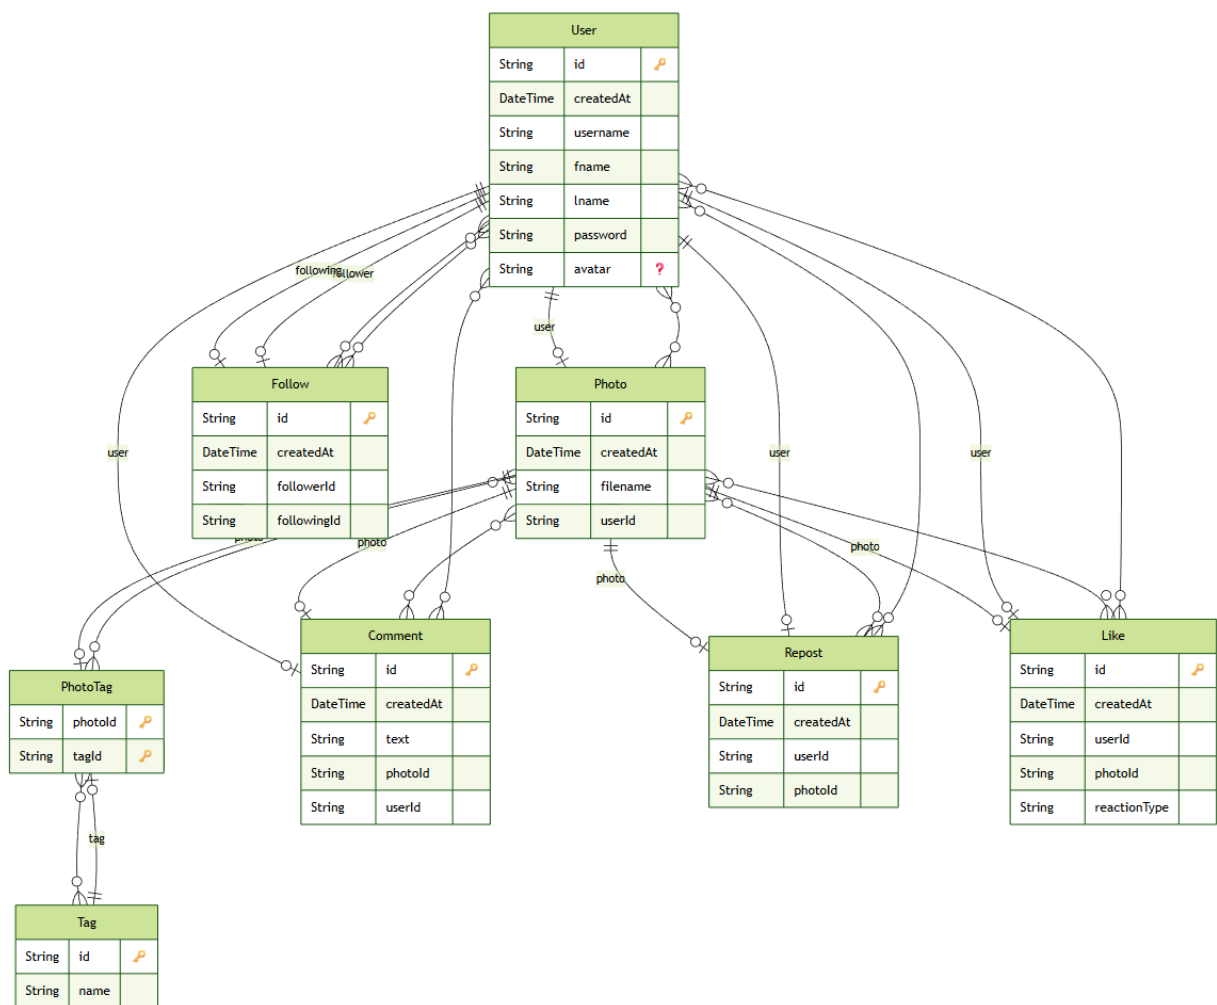 User
String id
DateTime createdAt
String username
String fname
String lname
String password
String avatar ?
following
follower
user
Follow
String id
DateTime createdAt
String followerId
String followingId
Photo
String id
DateTime createdAt
String filename
String userId
user
user
user
photo
photo
photo
photo
PhotoTag
String photoId
String tagId
Comment
String id
DateTime createdAt
String text
String photoId
String userId
Repost
String id
DateTime createdAt
String userId
String photoId
Like
String id
DateTime createdAt
String userId
String photoId
String reactionType
tag
Tag
String id
String name